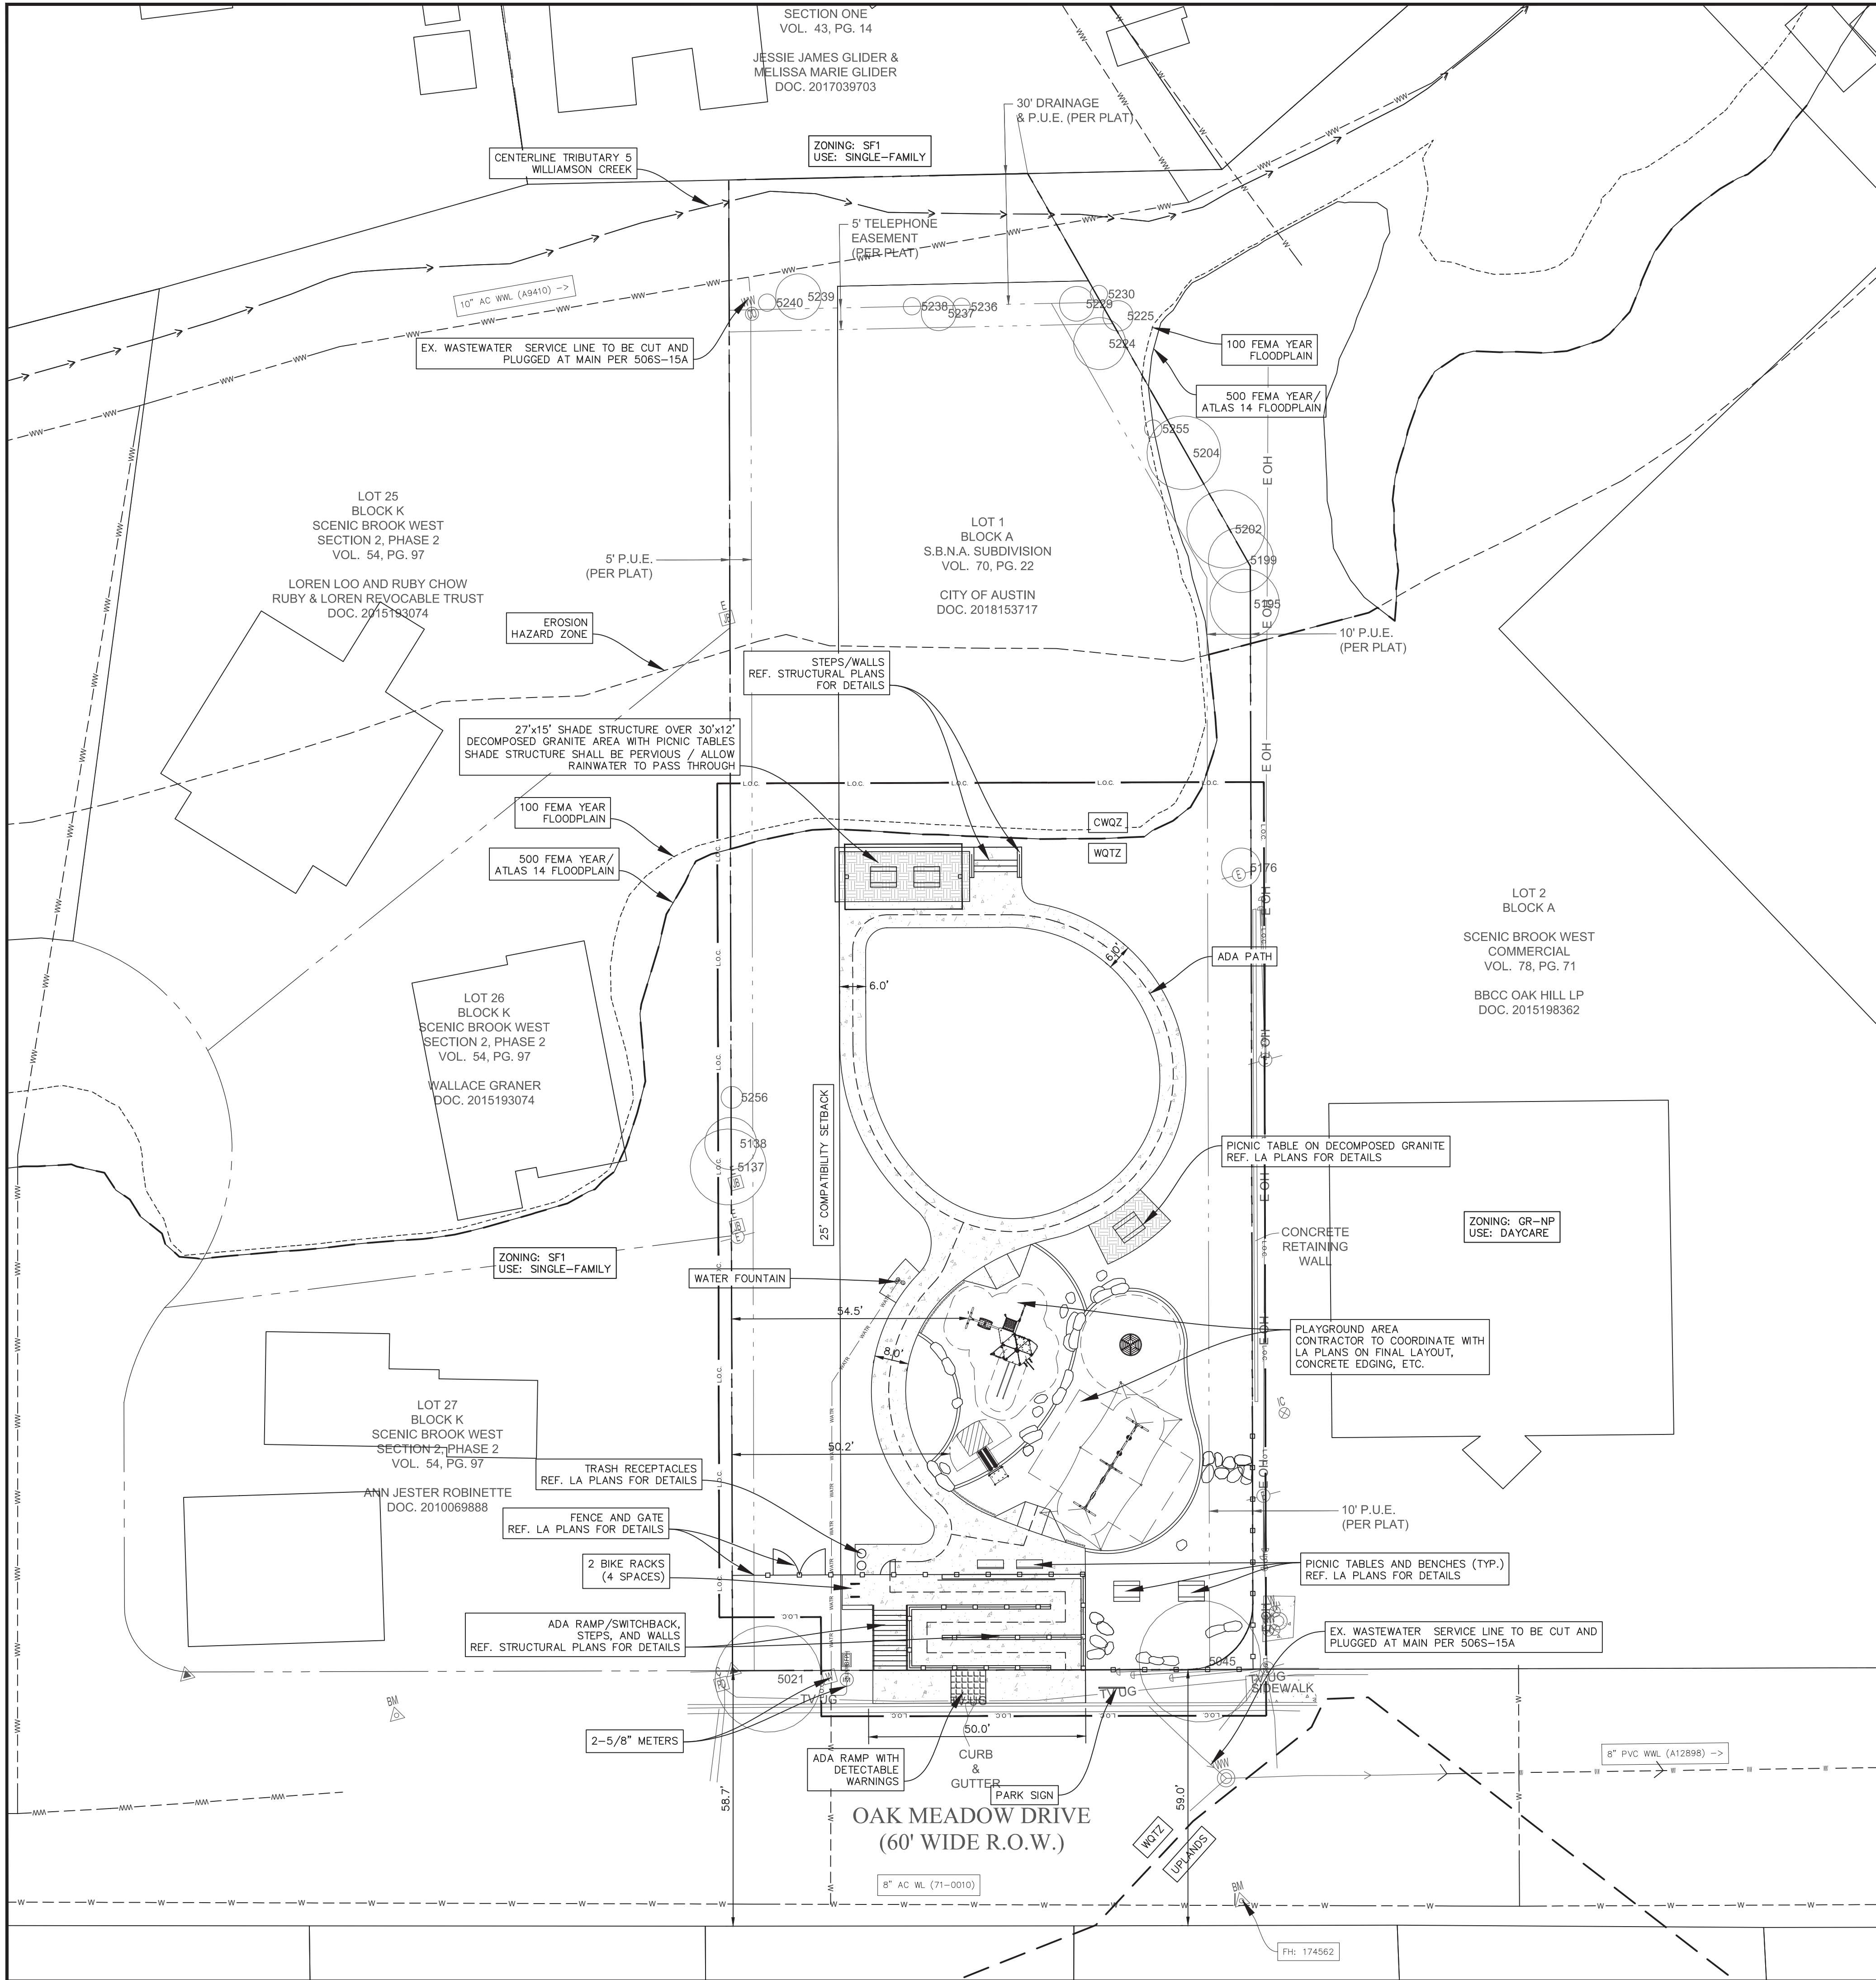 SECTION ONE
VOL. 43, PG. 14
JESSIE JAMES GLIDER &
MELISSA MARIE GLIDER
DOC. 2017039703
30' DRAINAGE
& P.U.E. (PER PLAT)
ZONING: SF1
USE: SINGLE-FAMILY
CENTERLINE TRIBUTARY 5
WILLIAMSON CREEK
5' TELEPHONE
EASEMENT
(PER PLAT)
10" AC WWL (A9410) ->
5240
5239
5238
5237
5236
5229
5230
5225
5224
EX. WASTEWATER SERVICE LINE TO BE CUT AND
PLUGGED AT MAIN PER 506S-15A
100 FEMA YEAR
FLOODPLAIN
500 FEMA YEAR/
ATLAS 14 FLOODPLAIN
5255
5204
E OH
LOT 25
BLOCK K
SCENIC BROOK WEST
SECTION 2, PHASE 2
VOL. 54, PG. 97
LOREN LOO AND RUBY CHOW
RUBY & LOREN REVOCABLE TRUST
DOC. 2015193074
5' P.U.E.
(PER PLAT)
LOT 1
BLOCK A
S.B.N.A. SUBDIVISION
VOL. 70, PG. 22
CITY OF AUSTIN
DOC. 2018153717
5202
5199
5195
E OH
10' P.U.E.
(PER PLAT)
EROSION
HAZARD ZONE
STEPS/WALLS
REF. STRUCTURAL PLANS
FOR DETAILS
27'x15' SHADE STRUCTURE OVER 30'x12'
DECOMPOSED GRANITE AREA WITH PICNIC TABLES
SHADE STRUCTURE SHALL BE PERVIOUS / ALLOW
RAINWATER TO PASS THROUGH
E OH
L.O.C.
L.O.C.
L.O.C.
L.O.C.
L.O.C.
100 FEMA YEAR
FLOODPLAIN
CWQZ
WQTZ
500 FEMA YEAR/
ATLAS 14 FLOODPLAIN
5176
E OH
LOT 2
BLOCK A
SCENIC BROOK WEST
COMMERCIAL
VOL. 78, PG. 71
BBCC OAK HILL LP
DOC. 2015198362
6.0'
ADA PATH
6.0'
LOT 26
BLOCK K
SCENIC BROOK WEST
SECTION 2, PHASE 2
VOL. 54, PG. 97
WALLACE GRANER
DOC. 2015193074
E OH
5256
5138
5137
25' COMPATIBILITY SETBACK
PICNIC TABLE ON DECOMPOSED GRANITE
REF. LA PLANS FOR DETAILS
E OH
CONCRETE
RETAINING
WALL
ZONING: GR-NP
USE: DAYCARE
ZONING: SF1
USE: SINGLE-FAMILY
WATER FOUNTAIN
54.5'
8.0'
PLAYGROUND AREA
CONTRACTOR TO COORDINATE WITH
LA PLANS ON FINAL LAYOUT,
CONCRETE EDGING, ETC.
E OH
LOT 27
BLOCK K
SCENIC BROOK WEST
SECTION 2, PHASE 2
VOL. 54, PG. 97
ANN JESTER ROBINETTE
DOC. 2010069888
50.2'
TRASH RECEPTACLES
REF. LA PLANS FOR DETAILS
E OH
10' P.U.E.
(PER PLAT)
FENCE AND GATE
REF. LA PLANS FOR DETAILS
2 BIKE RACKS
(4 SPACES)
PICNIC TABLES AND BENCHES (TYP.)
REF. LA PLANS FOR DETAILS
ADA RAMP/SWITCHBACK,
STEPS, AND WALLS
REF. STRUCTURAL PLANS FOR DETAILS
EX. WASTEWATER SERVICE LINE TO BE CUT AND
PLUGGED AT MAIN PER 506S-15A
5021
5045
TV UG
TV UG
TV UG
TV UG
SIDEWALK
BM
2-5/8" METERS
50.0'
ADA RAMP WITH
DETECTABLE
WARNINGS
CURB
&
GUTTER
PARK SIGN
58.7'
59.0'
WW
8" PVC WWL (A12898) ->
OAK MEADOW DRIVE
(60' WIDE R.O.W.)
WQTZ
UPLANDS
8" AC WL (71-0010)
BM
FH: 174562